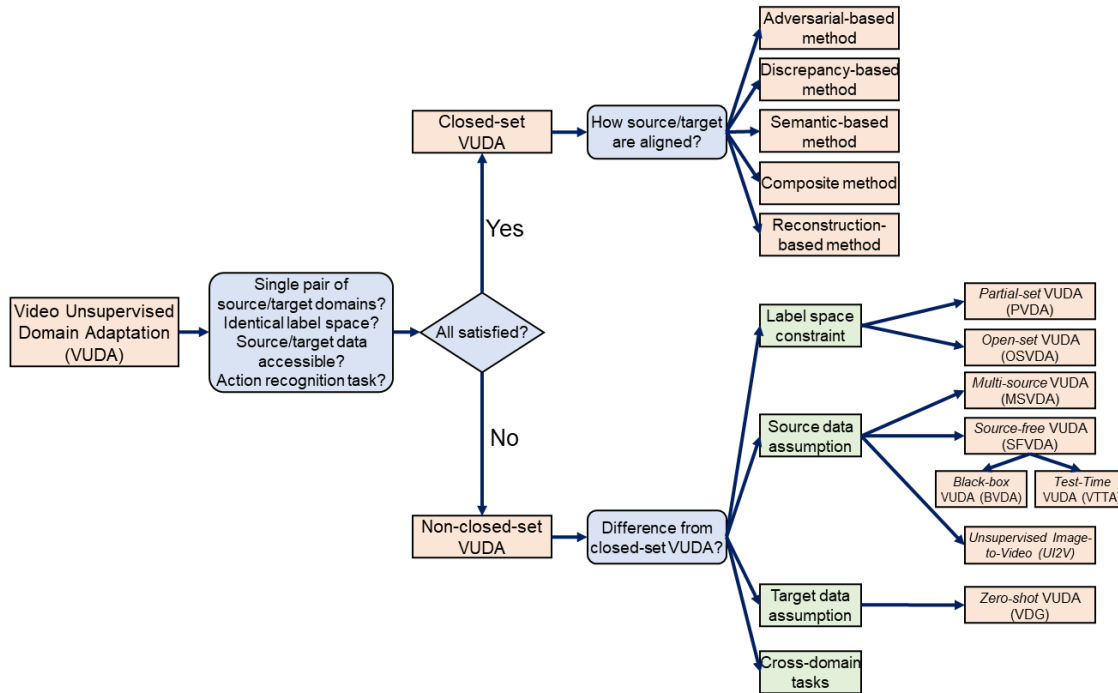 Video Unsupervised
Domain Adaptation
(VUDA)
Single pair of
source/target domains?
Identical label space?
Source/target data
accessible?
Action recognition task?
All satisfied?
Yes
No
Closed-set
VUDA
How source/target
are aligned?
Adversarial-based
method
Discrepancy-based
method
Semantic-based
method
Composite method
Reconstruction-
based method
Non-closed-set
VUDA
Difference from
closed-set VUDA?
Label space
constraint
Partial-set VUDA
(PVDA)
Open-set VUDA
(OSVDA)
Source data
assumption
Multi-source VUDA
(MSVDA)
Source-free VUDA
(SFVDA)
Black-box
VUDA (BVDA)
Test-Time
VUDA (VTTA)
Unsupervised Image-
to-Video (UI2V)
Target data
assumption
Zero-shot VUDA
(VDG)
Cross-domain
tasks